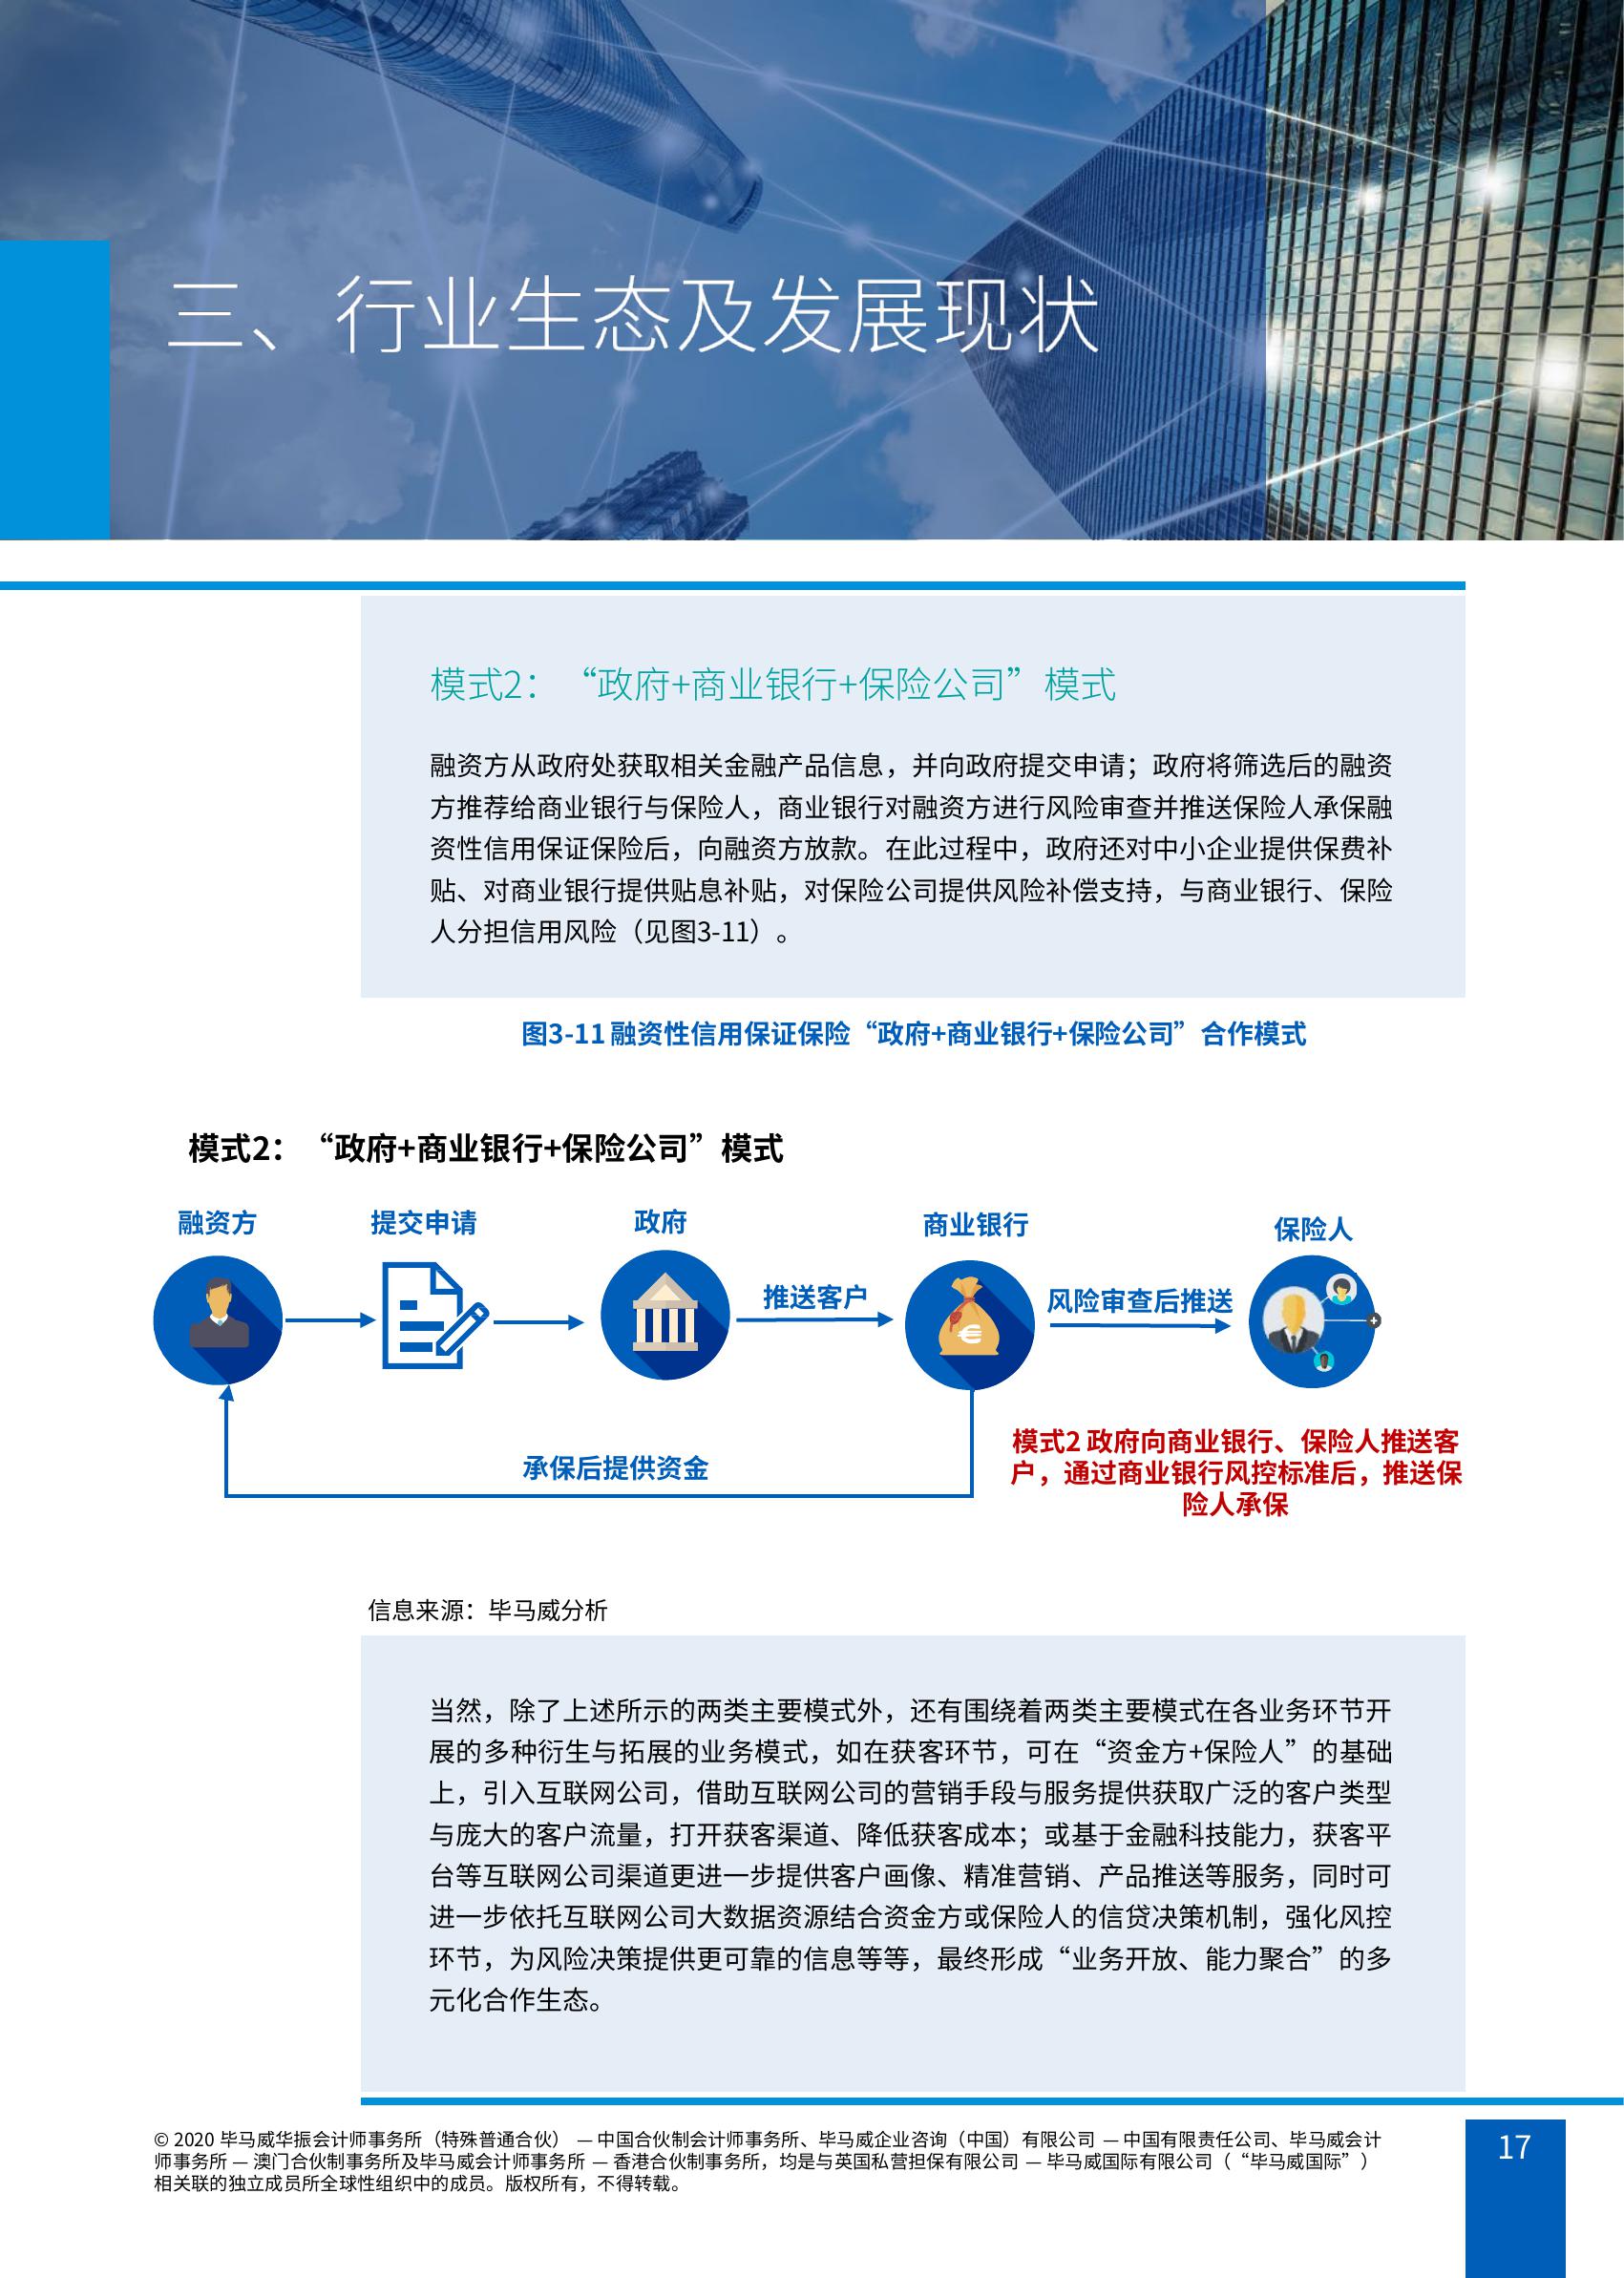 三、行业生态及发展现状
模式2：“政府+商业银行+保险公司”模式
融资方从政府处获取相关金融产品信息，并向政府提交申请；政府将筛选后的融资
方推荐给商业银行与保险人，商业银行对融资方进行风险审查并推送保险人承保融
资性信用保证保险后，向融资方放款。在此过程中，政府还对中小企业提供保费补
贴、对商业银行提供贴息补贴，对保险公司提供风险补偿支持，与商业银行、保险
人分担信用风险（见图3-11）。
图3-11 融资性信用保证保险“政府+商业银行+保险公司”合作模式
模式2：“政府+商业银行+保险公司”模式
融资方
提交申请
政府
商业银行
保险人
推送客户
风险审查后推送
€
承保后提供资金
模式2 政府向商业银行、保险人推送客
户，通过商业银行风控标准后，推送保
险人承保
信息来源：毕马威分析
当然，除了上述所示的两类主要模式外，还有围绕着两类主要模式在各业务环节开
展的多种衍生与拓展的业务模式，如在获客环节，可在“资金方+保险人”的基础
上，引入互联网公司，借助互联网公司的营销手段与服务提供获取广泛的客户类型
与庞大的客户流量，打开获客渠道、降低获客成本；或基于金融科技能力，获客平
台等互联网公司渠道更进一步提供客户画像、精准营销、产品推送等服务，同时可
进一步依托互联网公司大数据资源结合资金方或保险人的信贷决策机制，强化风控
环节，为风险决策提供更可靠的信息等等，最终形成“业务开放、能力聚合”的多
元化合作生态。
© 2020 毕马威华振会计师事务所（特殊普通合伙） — 中国合伙制会计师事务所、毕马威企业咨询（中国）有限公司 — 中国有限责任公司、毕马威会计
师事务所 — 澳门合伙制事务所及毕马威会计师事务所 — 香港合伙制事务所，均是与英国私营担保有限公司 — 毕马威国际有限公司（“毕马威国际”）
相关联的独立成员所全球性组织中的成员。版权所有，不得转载。
17